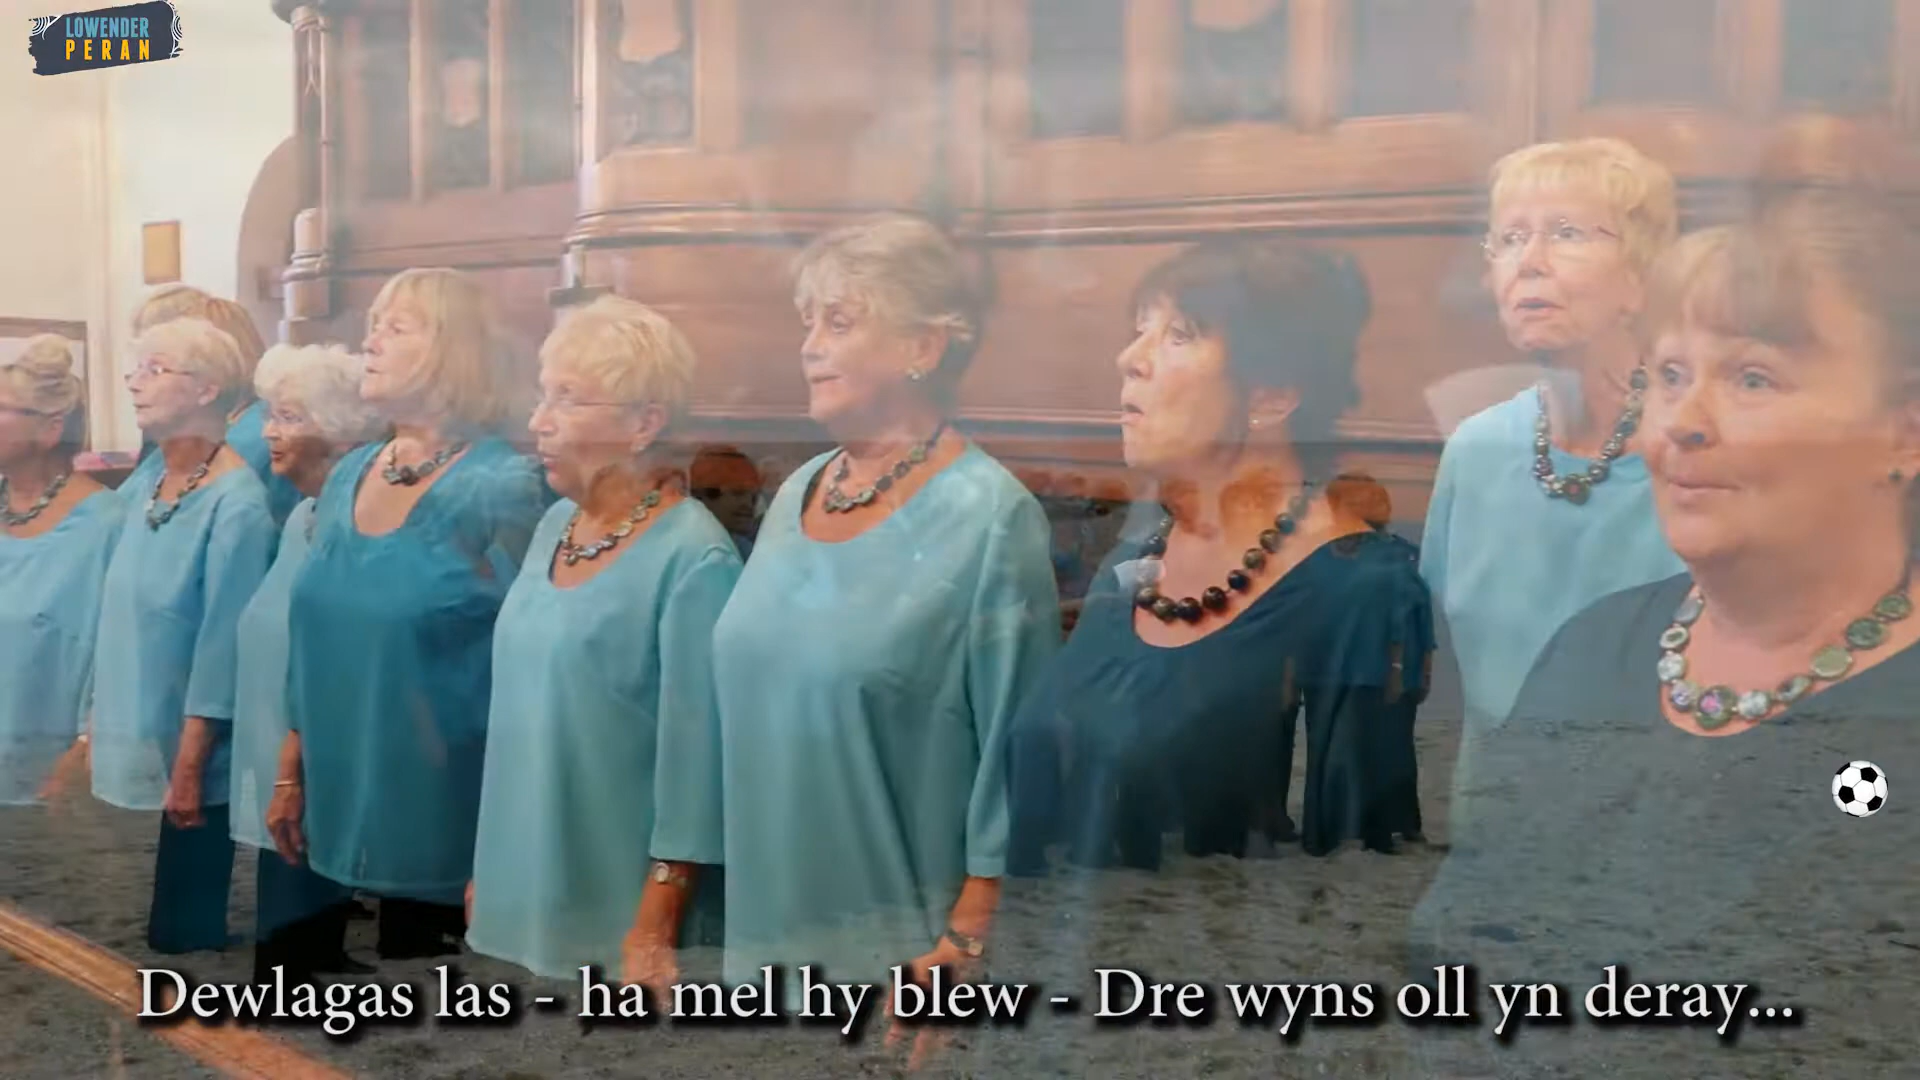 LOWENDER
PERAN
Dewlagas las - ha mel hy blew - Dre wyns oll yn deray...